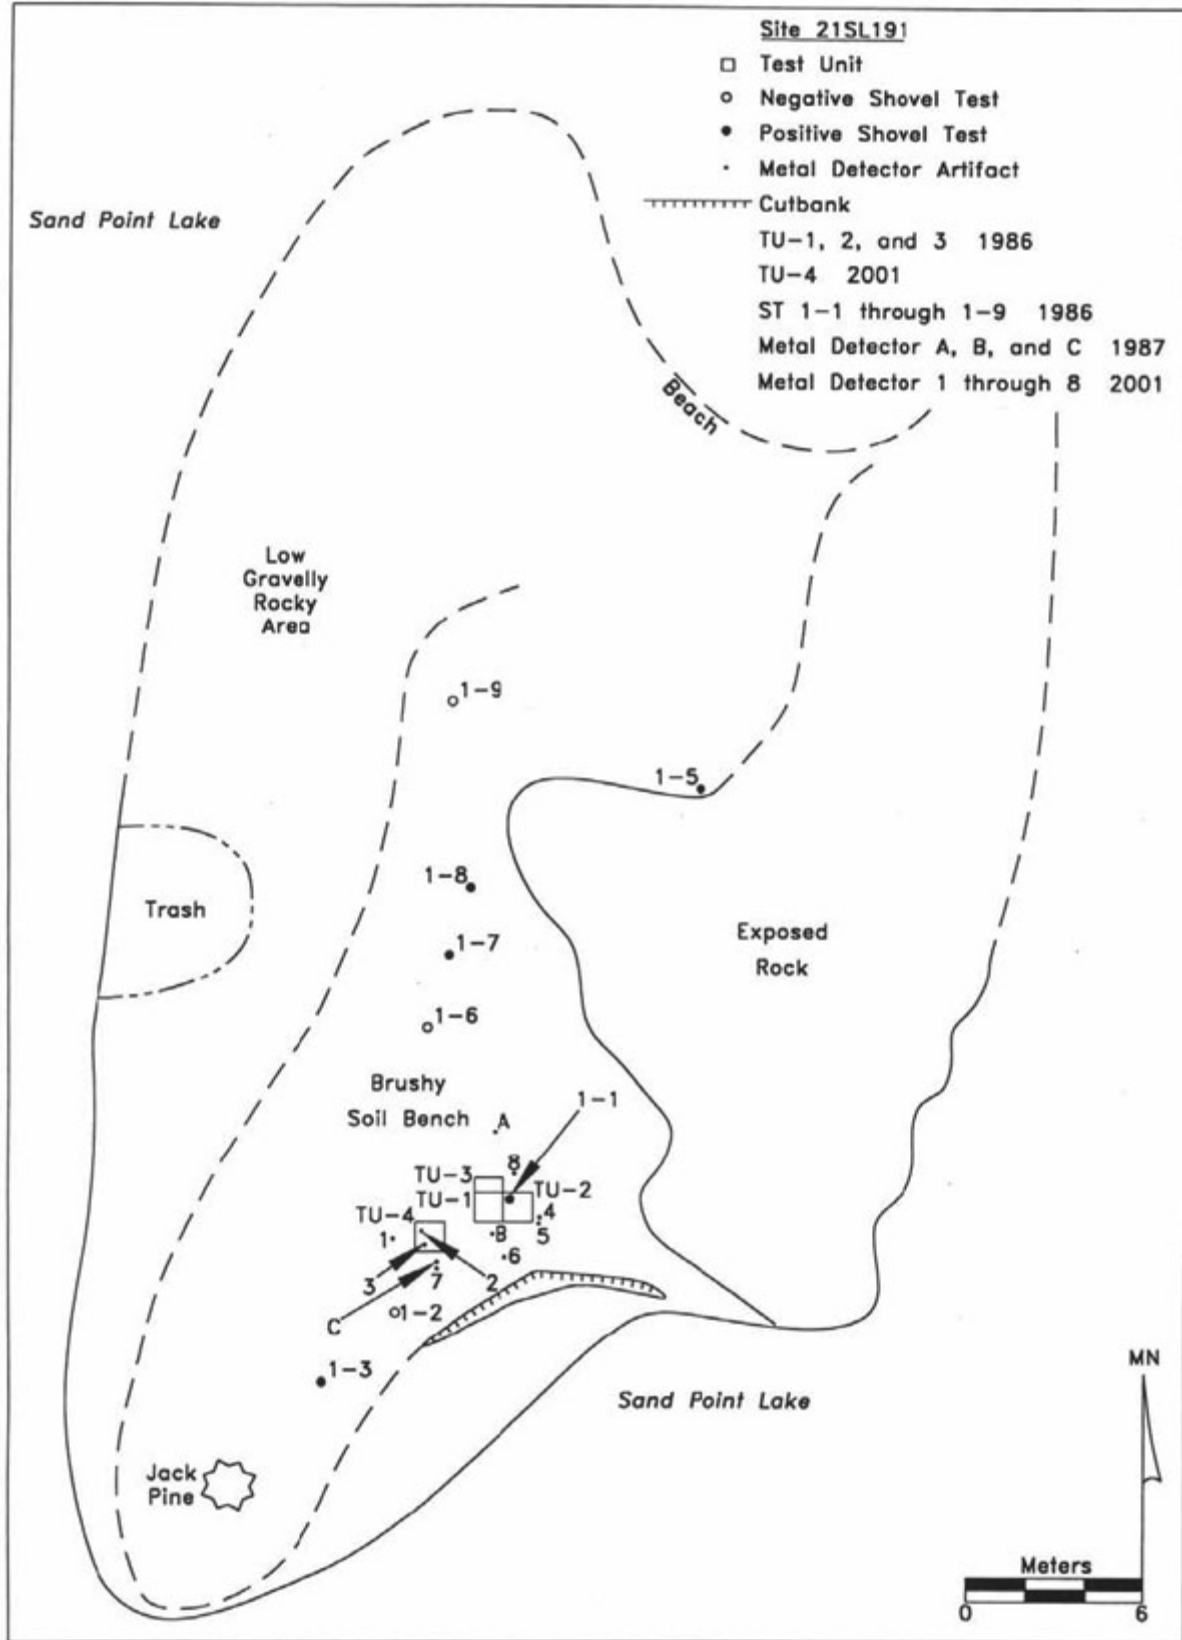 Site 21SL191
Test Unit
Negative Shovel Test
Positive Shovel Test
Metal Detector Artifact
Cutbank
TU-1, 2, and 3 1986
TU-4 2001
ST 1-1 through 1-9 1986
Metal Detector A, B, and C 1987
Metal Detector 1 through 8 2001
Sand Point Lake
Beach
Low
Gravelly
Rocky
Area
1-9
1-5
1-8
1-7
Trash
Exposed
Rock
1-6
Brushy
Soil Bench
1-1
A
8
TU-3
TU-2
TU-1
4
TU-4
5
B
1
6
7
3
2
C
1-2
1-3
MN
Sand Point Lake
Jack
Pine
Meters
0
6